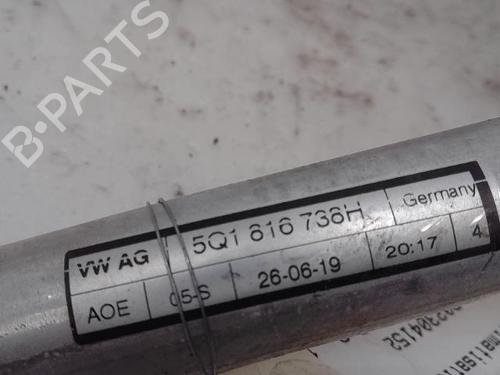 B-PARTS
VW AG 5Q1 816 738H Germany
AOE 05-S 26-06-19 20:17 4